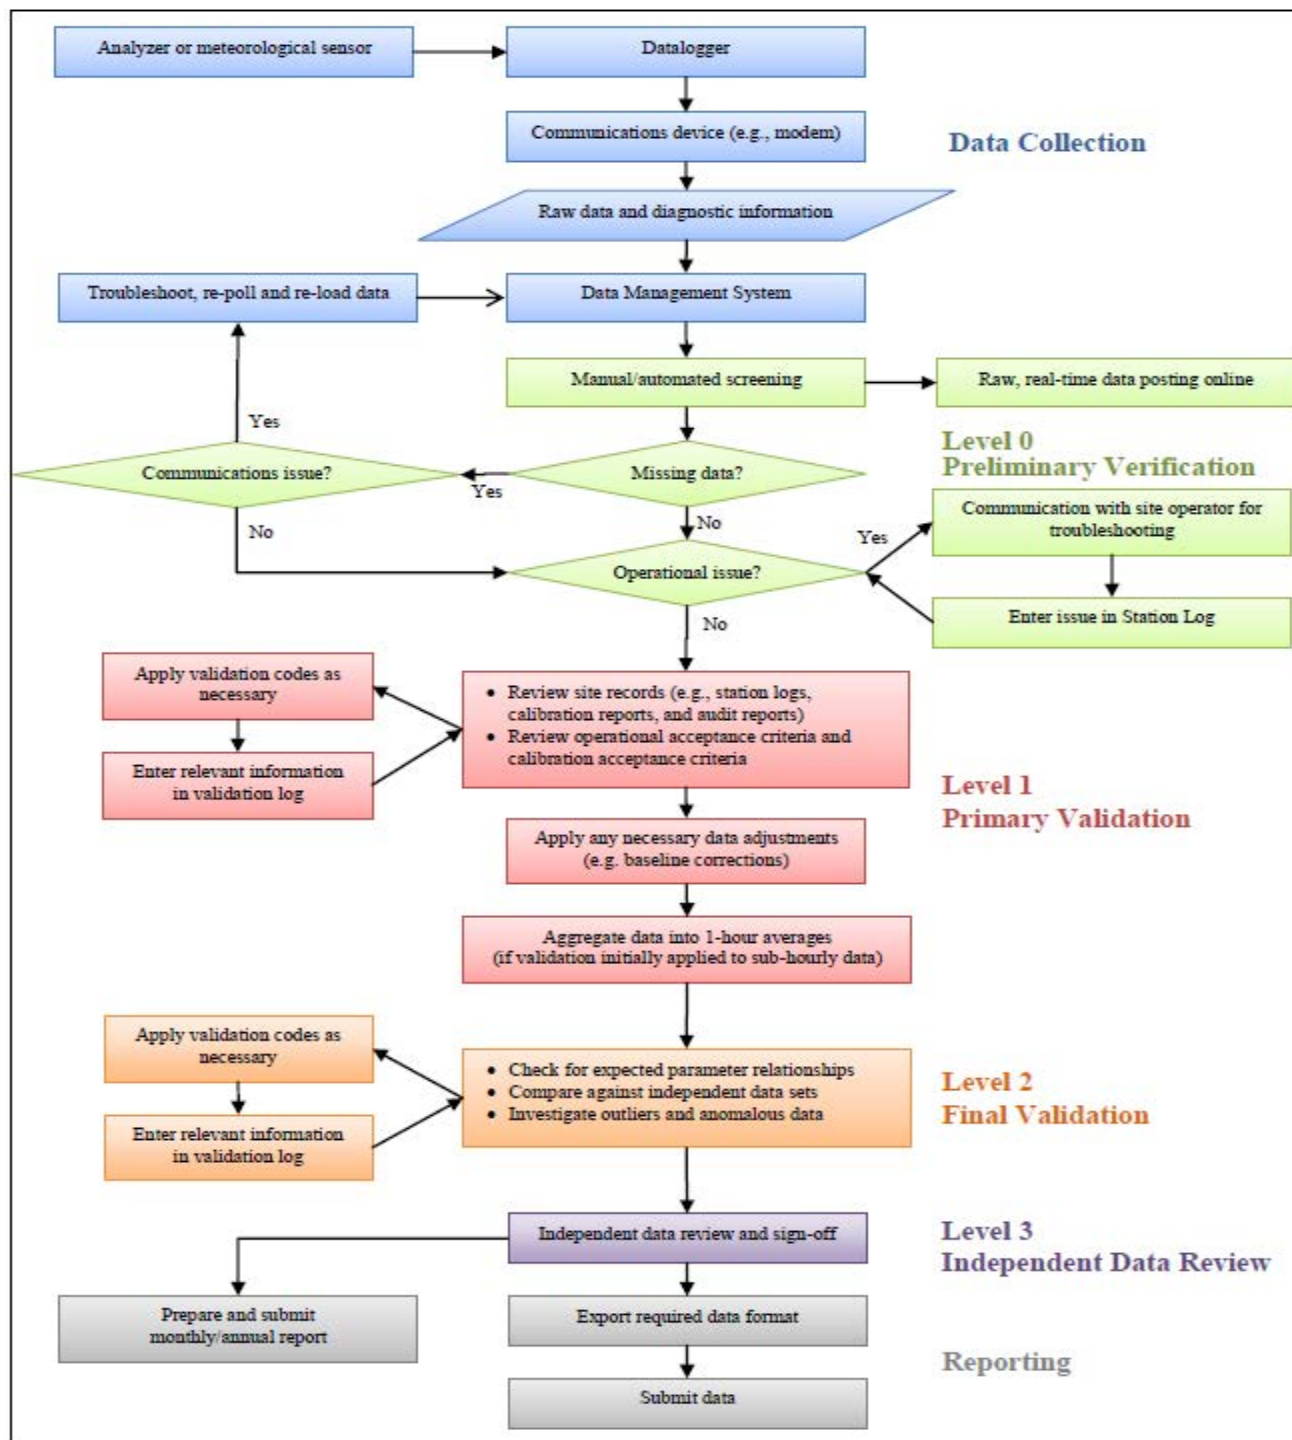 Analyzer or meteorological sensor
Datalogger
Communications device (e.g., modem)
Data Collection
Raw data and diagnostic information
Troubleshoot, re-poll and re-load data
Data Management System
Manual/automated screening
Raw, real-time data posting online
Yes
Level 0
Preliminary Verification
Communications issue?
Missing data?
Yes
Communication with site operator for
troubleshooting
No
No
Yes
Operational issue?
Enter issue in Station Log
No
Apply validation codes as
necessary
• Review site records (e.g., station logs,
calibration reports, and audit reports)
• Review operational acceptance criteria and
calibration acceptance criteria
Enter relevant information
in validation log
Level 1
Primary Validation
Apply any necessary data adjustments
(e.g. baseline corrections)
Aggregate data into 1-hour averages
(if validation initially applied to sub-hourly data)
Apply validation codes as
necessary
• Check for expected parameter relationships
• Compare against independent data sets
• Investigate outliers and anomalous data
Level 2
Final Validation
Enter relevant information
in validation log
Independent data review and sign-off
Level 3
Independent Data Review
Prepare and submit
monthly/annual report
Export required data format
Reporting
Submit data